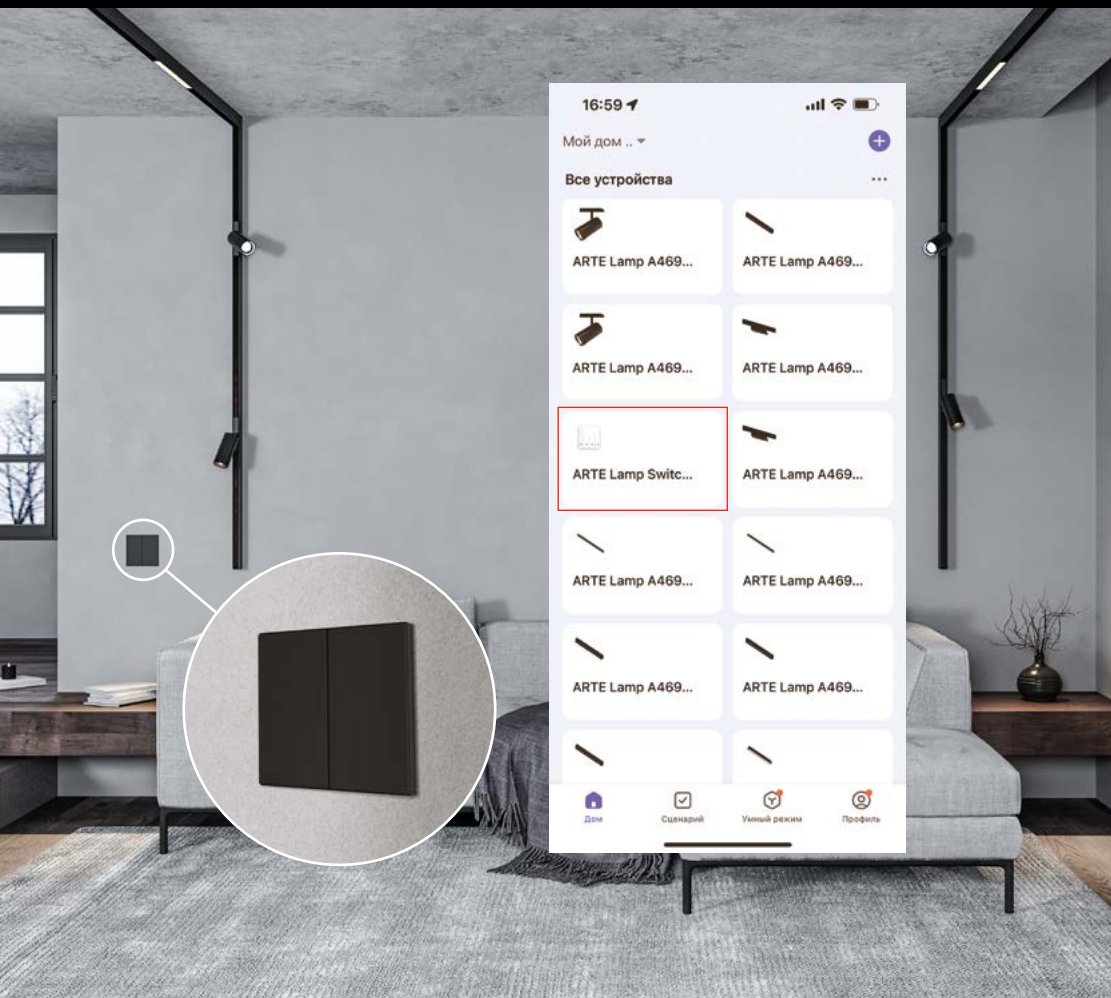 16:59
Мой дом ..
Все устройства
ARTE Lamp A469...
ARTE Lamp A469...
ARTE Lamp A469...
ARTE Lamp A469...
ARTE Lamp Switc...
ARTE Lamp A469...
ARTE Lamp A469...
ARTE Lamp A469...
ARTE Lamp A469...
ARTE Lamp A469...
Дом
Сценарий
Умный режим
Профиль